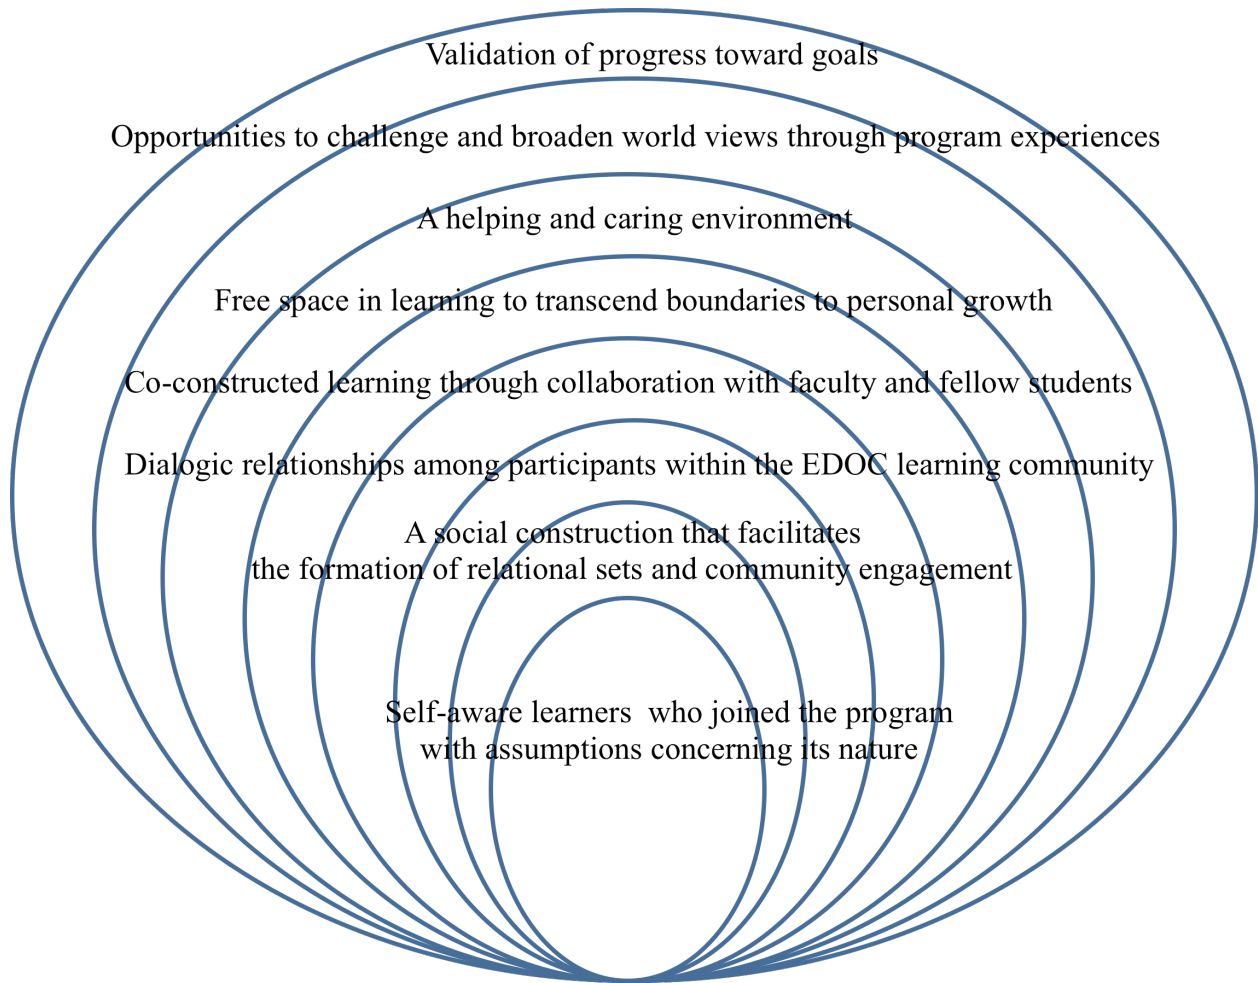 Validation of progress toward goals
Opportunities to challenge and broaden world views through program experiences
A helping and caring environment
Free space in learning to transcend boundaries to personal growth
Co-constructed learning through collaboration with faculty and fellow students
Dialogic relationships among participants within the EDOC learning community
A social construction that facilitates
the formation of relational sets and community engagement
Self-aware learners  who joined the program
with assumptions concerning its nature